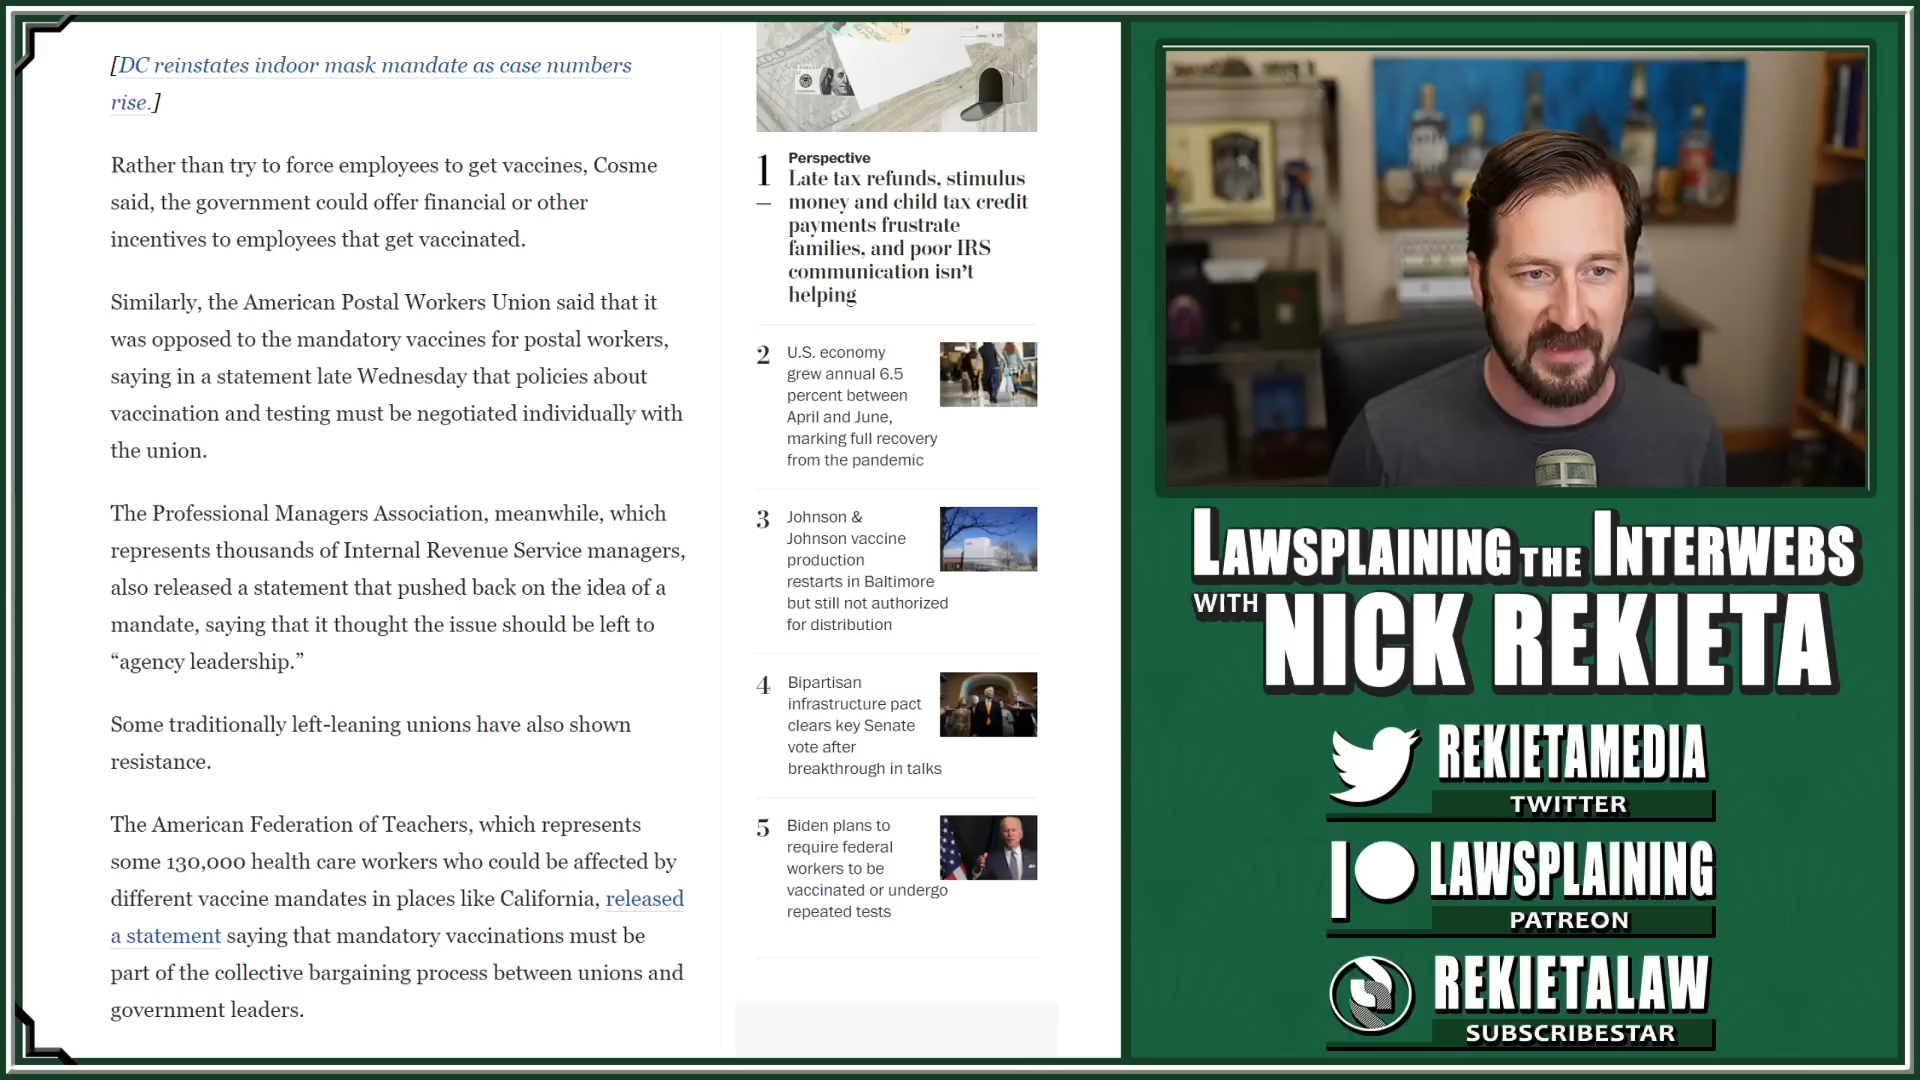 [DC reinstates indoor mask mandate as case numbers
rise.]
Rather than try to force employees to get vaccines, Cosme
said, the government could offer financial or other
incentives to employees that get vaccinated.
Similarly, the American Postal Workers Union said that it
was opposed to the mandatory vaccines for postal workers,
saying in a statement late Wednesday that policies about
vaccination and testing must be negotiated individually with
the union.
The Professional Managers Association, meanwhile, which
represents thousands of Internal Revenue Service managers,
also released a statement that pushed back on the idea of a
mandate, saying that it thought the issue should be left to
“agency leadership.”
Some traditionally left-leaning unions have also shown
resistance.
The American Federation of Teachers, which represents
some 130,000 health care workers who could be affected by
different vaccine mandates in places like California, released
a statement saying that mandatory vaccinations must be
part of the collective bargaining process between unions and
government leaders.
1
Perspective
Late tax refunds, stimulus
money and child tax credit
payments frustrate
families, and poor IRS
communication isn’t
helping
2
U.S. economy
grew annual 6.5
percent between
April and June,
marking full recovery
from the pandemic
3
Johnson &
Johnson vaccine
production
restarts in Baltimore
but still not authorized
for distribution
4
Bipartisan
infrastructure pact
clears key Senate
vote after
breakthrough in talks
5
Biden plans to
require federal
workers to be
vaccinated or undergo
repeated tests
LAWSPLAINING THE INTERWEBS
WITH NICK REKIETA
REKIETAMEDIA
TWITTER
LAWSPLAINING
PATREON
REKIETALAW
SUBSCRIBESTAR